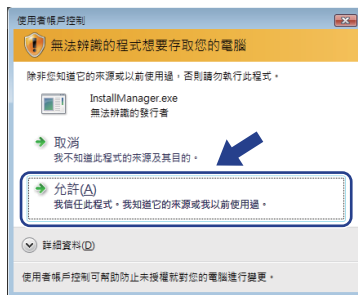 使用者帳戶控制
無法辨識的程式想要存取您的電腦
除非您知道它的來源或以前使用過，否則請勿執行此程式。
InstallManager.exe
無法辨識的發行者
取消
我不知道此程式的來源及其目的。
允許(A)
我信任此程式。我知道它的來源或我以前使用過。
詳細資料(D)
使用者帳戶控制可幫助防止未授權就對您的電腦進行變更。